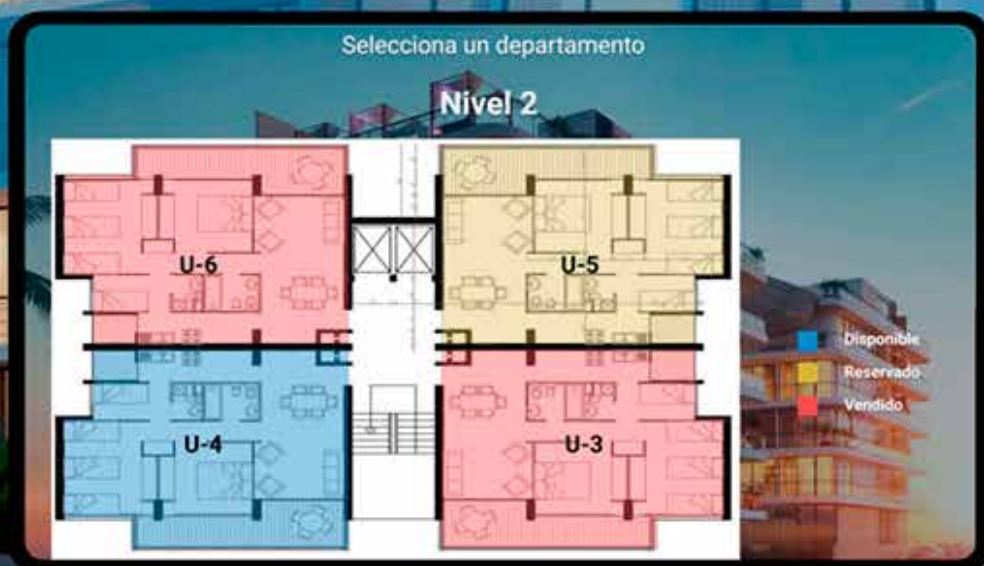 Selecciona un departamento
Nivel 2
U-6
U-5
U-4
U-3
Disponible
Reservado
Vendido